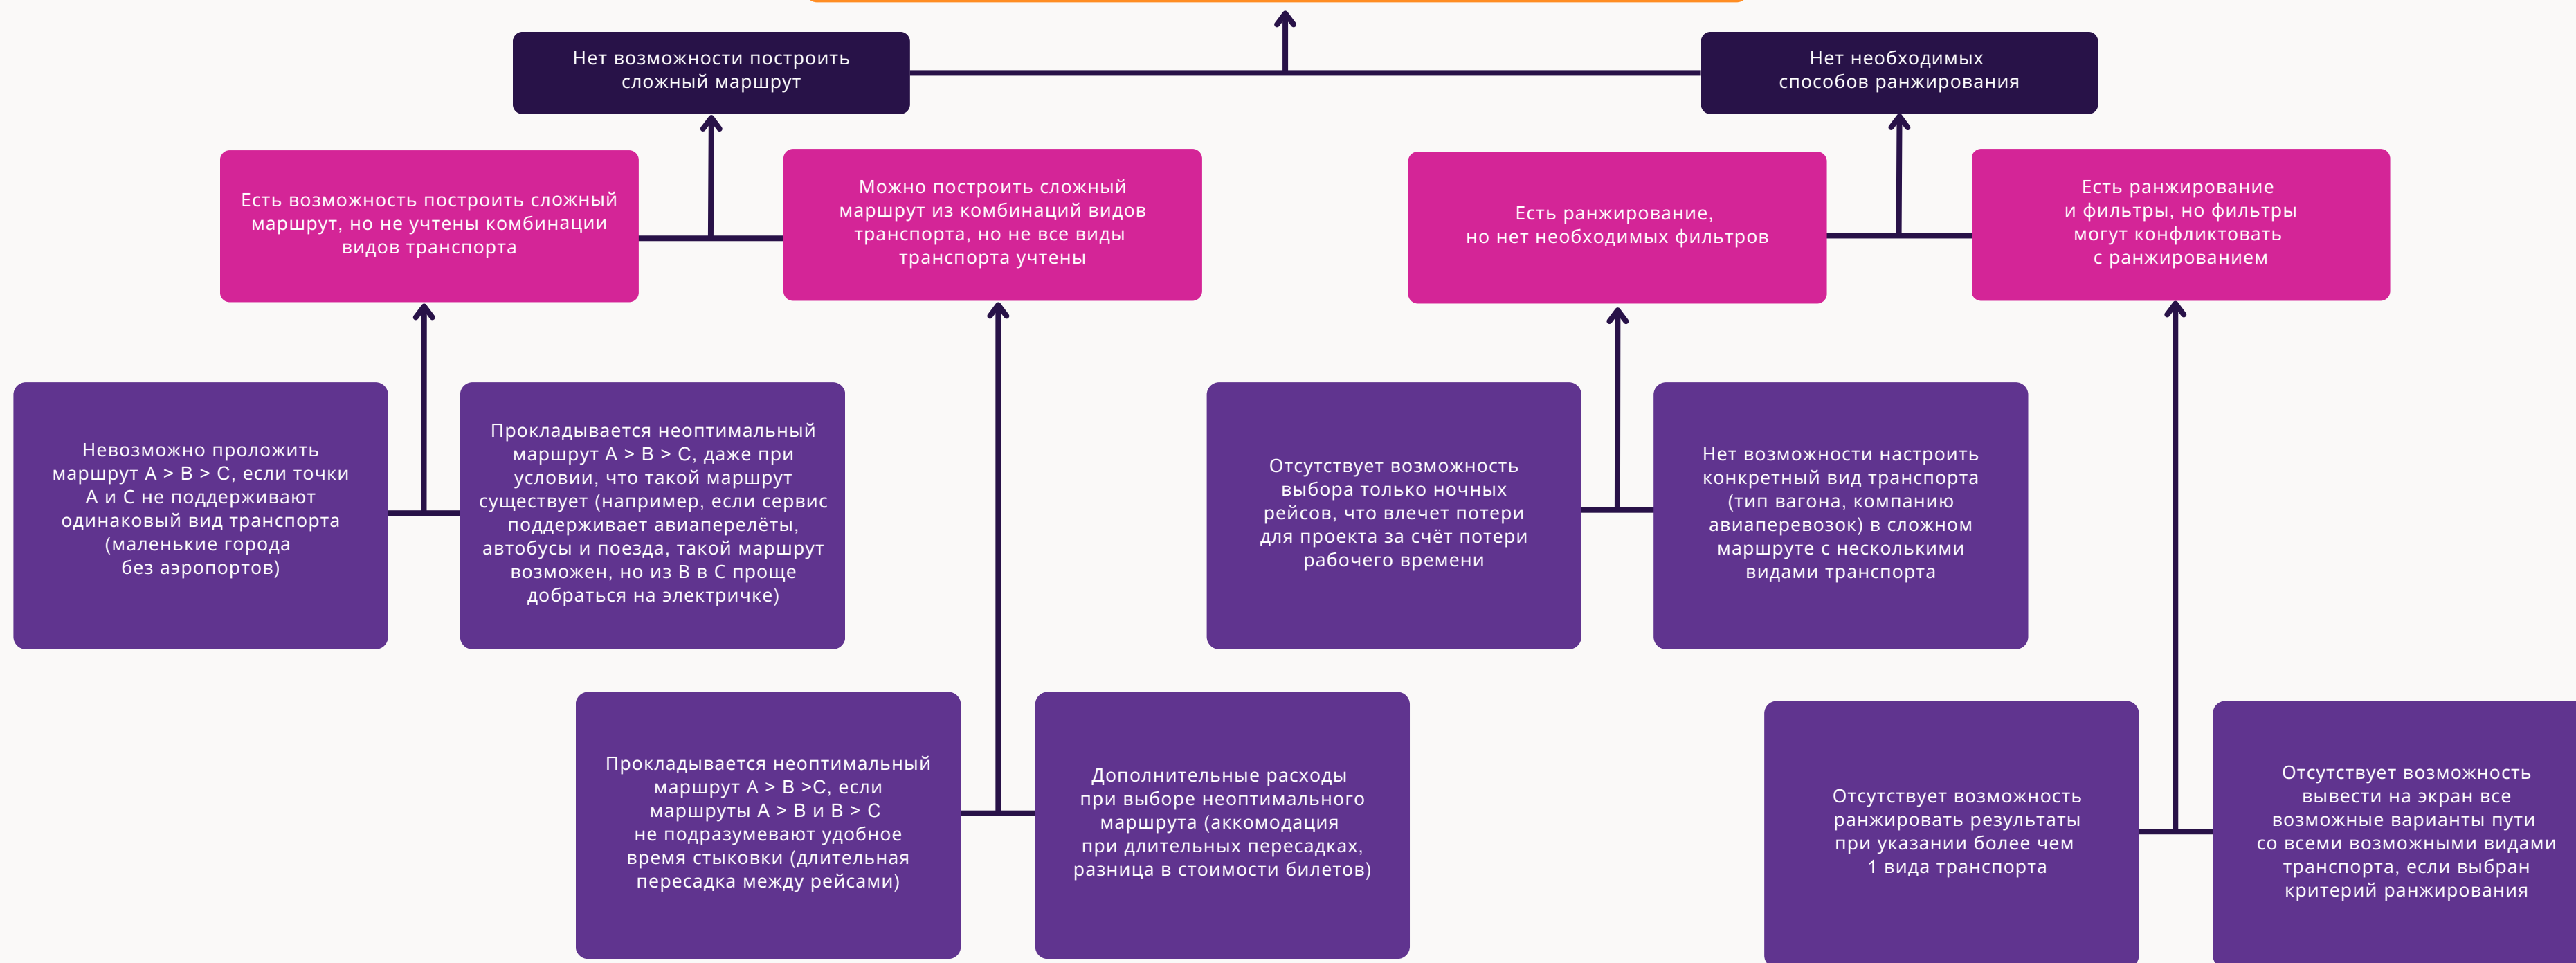 Нет возможности построить
сложный маршрут
Нет необходимых
способов ранжирования
Есть возможность построить сложный
маршрут, но не учтены комбинации
видов транспорта
Можно построить сложный
маршрут из комбинаций видов
транспорта, но не все виды
транспорта учтены
Есть ранжирование,
но нет необходимых фильтров
Есть ранжирование
и фильтры, но фильтры
могут конфликтовать
с ранжированием
Невозможно проложить
маршрут A > B > C, если точки
A и C не поддерживают
одинаковый вид транспорта
(маленькие города
без аэропортов)
Прокладывается неоптимальный
маршрут A > B > C, даже при
условии, что такой маршрут
существует (например, если сервис
поддерживает авиаперелёты,
автобусы и поезда, такой маршрут
возможен, но из B в C проще
добраться на электричке)
Отсутствует возможность
выбора только ночных
рейсов, что влечет потери
для проекта за счёт потери
рабочего времени
Нет возможности настроить
конкретный вид транспорта
(тип вагона, компанию
авиаперевозок) в сложном
маршруте с несколькими
видами транспорта
Прокладывается неоптимальный
маршрут A > B >C, если
маршруты A > B и B > C
не подразумевают удобное
время стыковки (длительная
пересадка между рейсами)
Дополнительные расходы
при выборе неоптимального
маршрута (аккомодация
при длительных пересадках,
разница в стоимости билетов)
Отсутствует возможность
ранжировать результаты
при указании более чем
1 вида транспорта
Отсутствует возможность
вывести на экран все
возможные варианты пути
со всеми возможными видами
транспорта, если выбран
критерий ранжирования